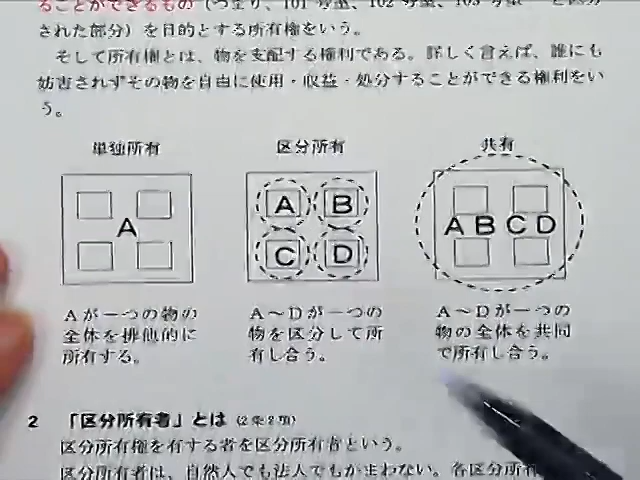 ることができるもの（つまり、101号室、102号室、103号室
された部分）を目的とする所有権をいう。
そして所有権とは、物を支配する権利である。詳しく言えば、誰にも
妨害されずその物を自由に使用・収益・処分することができる権利をい
う。
単独所有
区分所有
共有
A
A B
C D
A B C D
Aが一つの物の
全体を排他的に
所有する。
A～Dが一つの
物を区分して所
有し合う。
A～Dが一つの
物の全体を共同
で所有し合う。
2 「区分所有者」とは（2条2項）
区分所有権を有する者を区分所有者という。
区分所有者は、自然人でも法人でもかまわない。各区分所有